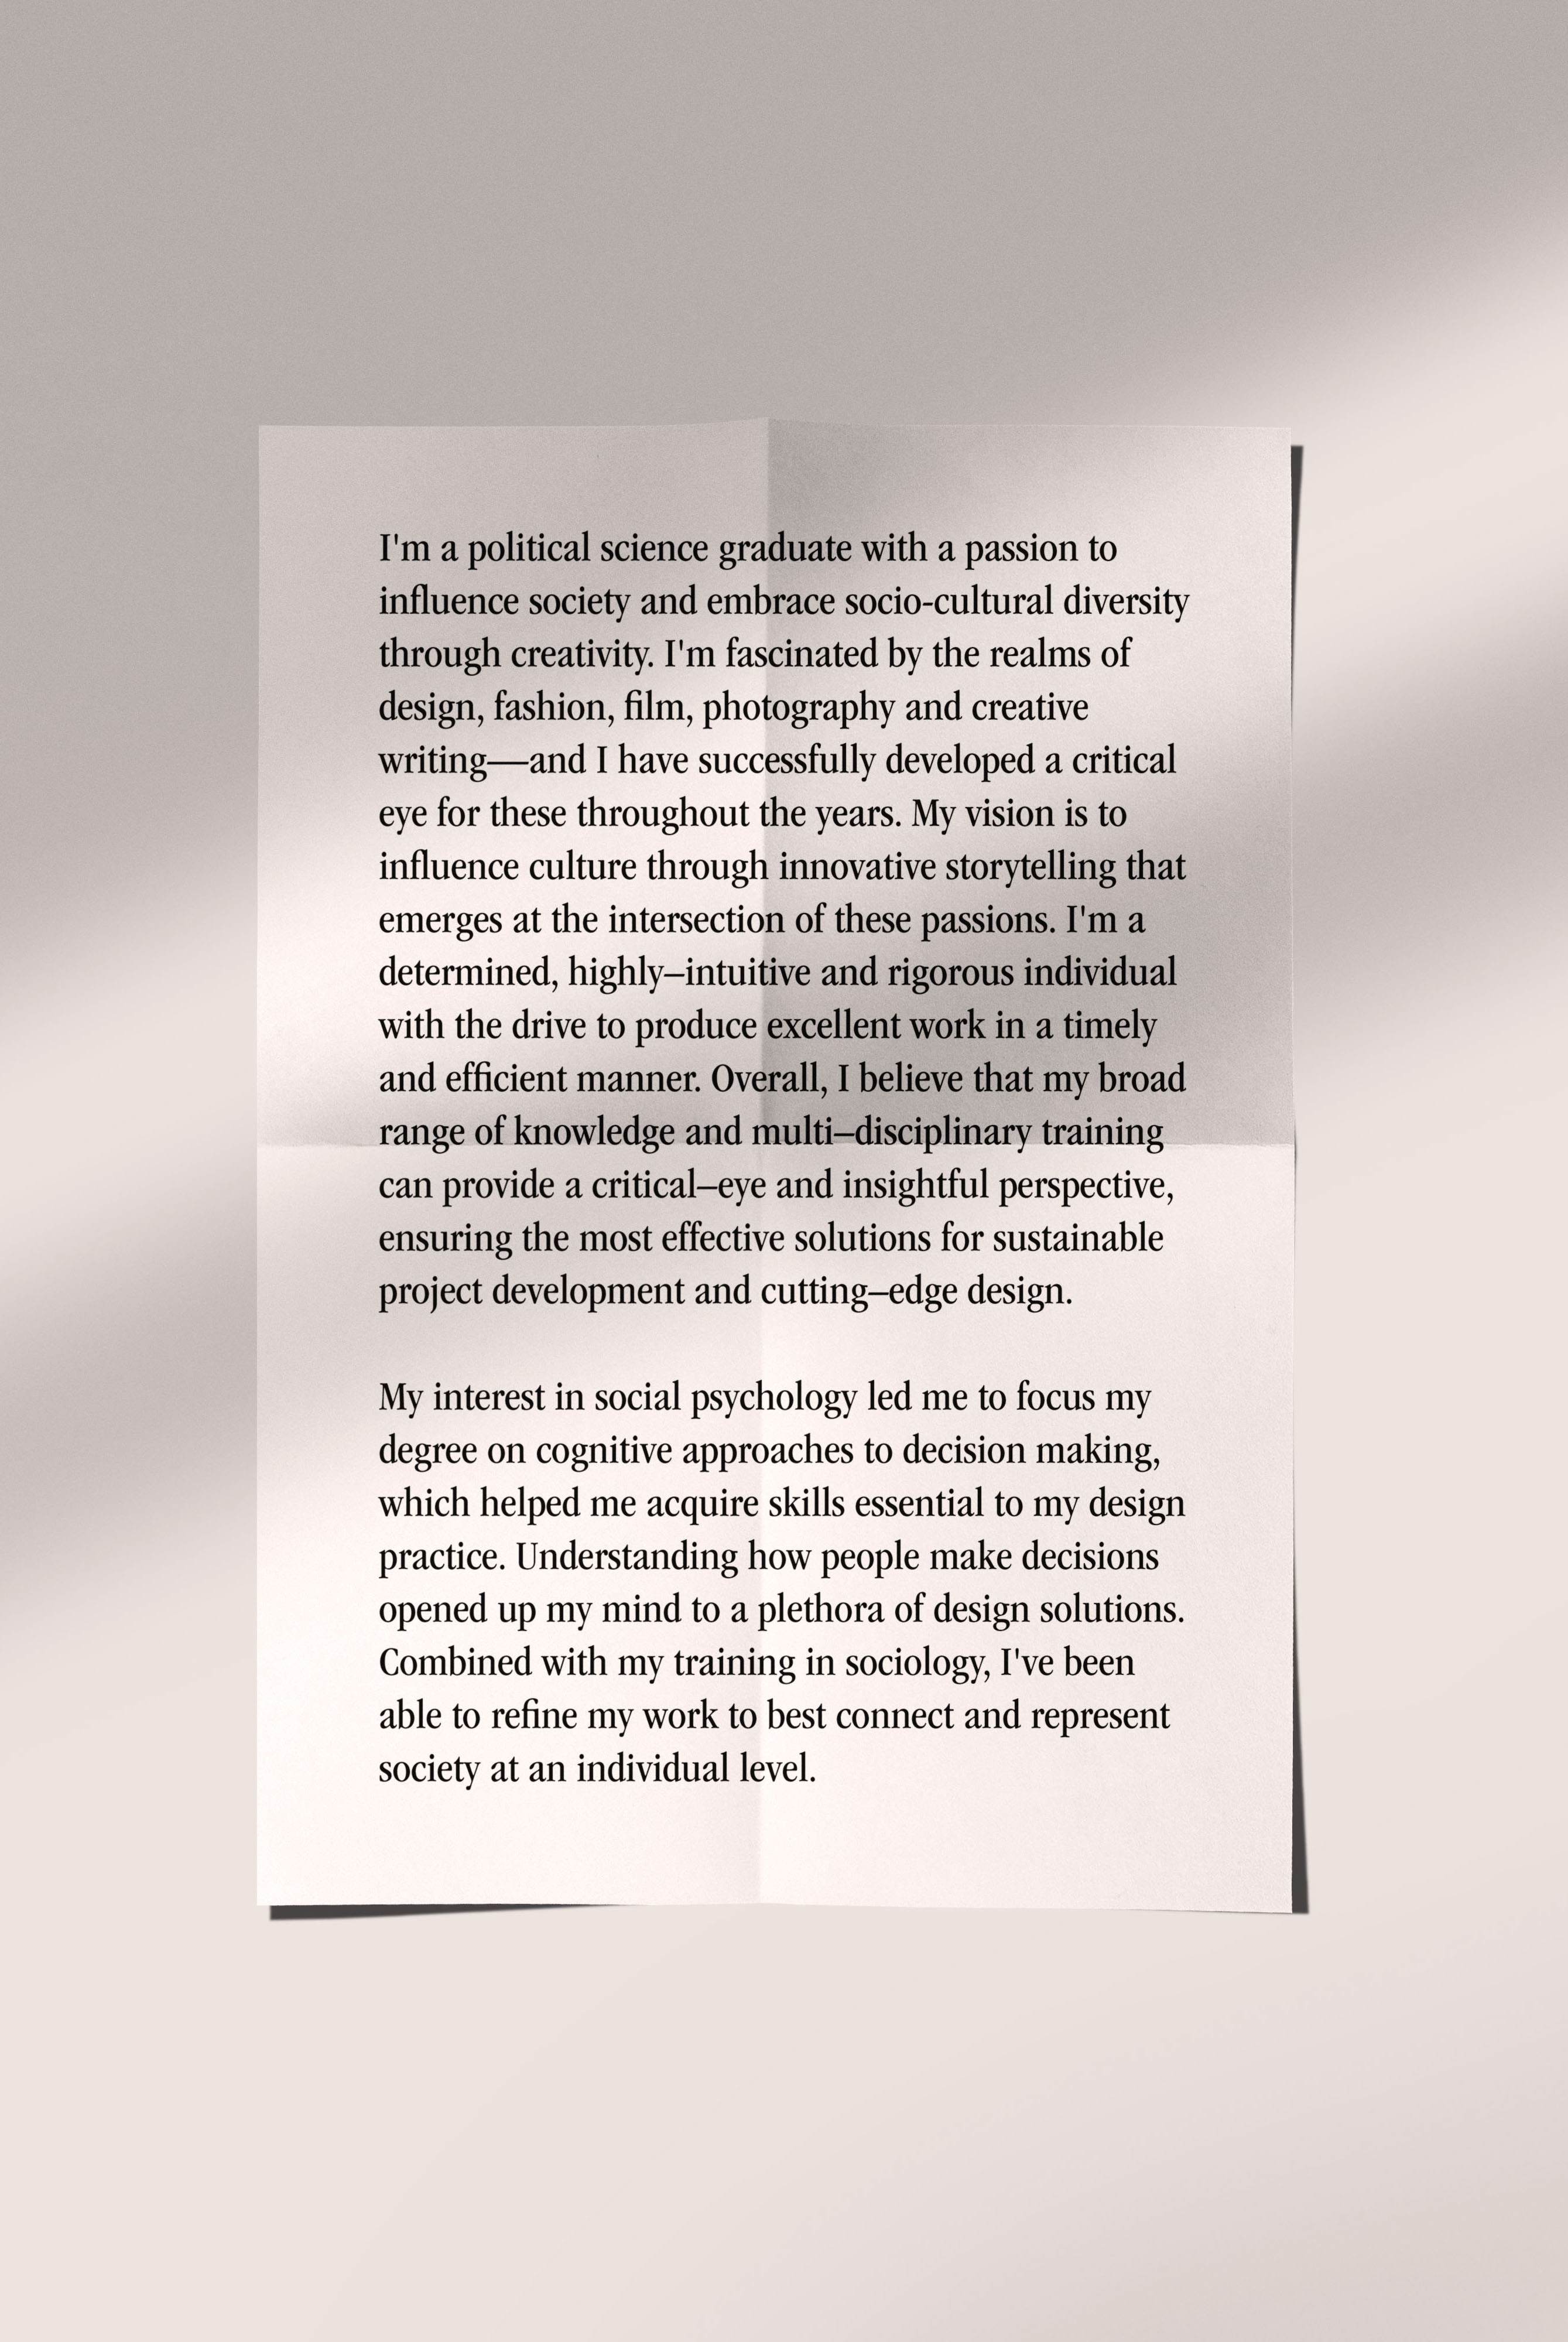 I'm a political science graduate with a passion to
influence society and embrace socio-cultural diversity
through creativity. I'm fascinated by the realms of
design, fashion, film, photography and creative
writing—and I have successfully developed a critical
eye for these throughout the years. My vision is to
influence culture through innovative storytelling that
emerges at the intersection of these passions. I'm a
determined, highly–intuitive and rigorous individual
with the drive to produce excellent work in a timely
and efficient manner. Overall, I believe that my broad
range of knowledge and multi–disciplinary training
can provide a critical–eye and insightful perspective,
ensuring the most effective solutions for sustainable
project development and cutting–edge design.

My interest in social psychology led me to focus my
degree on cognitive approaches to decision making,
which helped me acquire skills essential to my design
practice. Understanding how people make decisions
opened up my mind to a plethora of design solutions.
Combined with my training in sociology, I've been
able to refine my work to best connect and represent
society at an individual level.